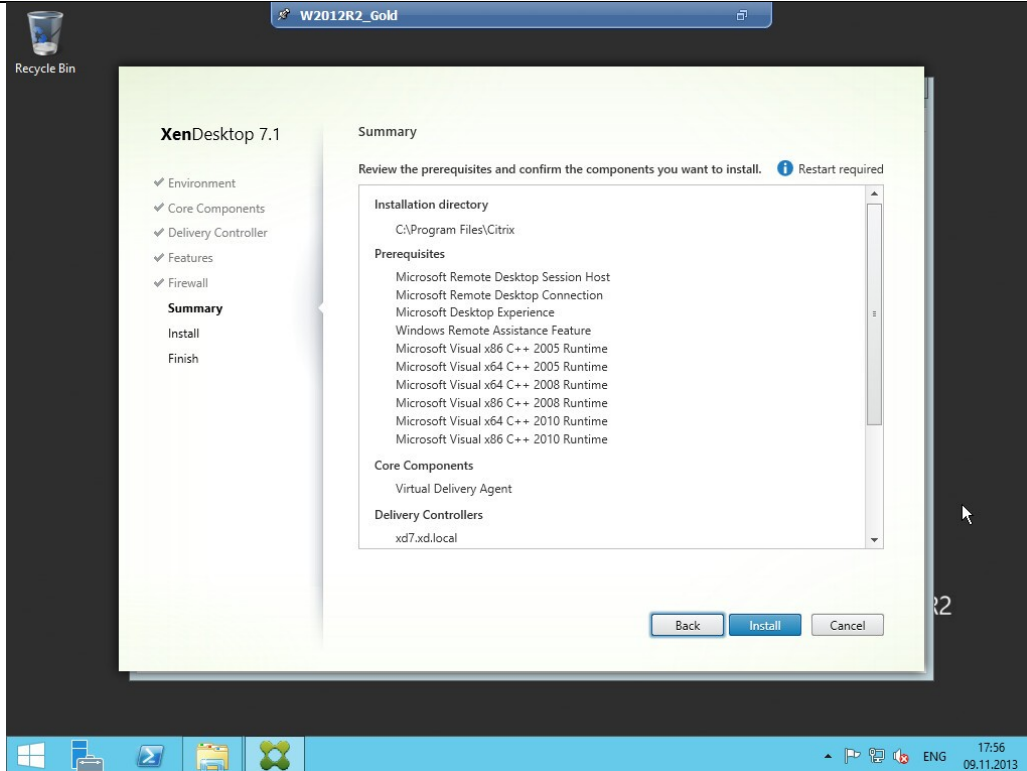 W2012R2_Gold
Recycle Bin
XenDesktop 7.1
Environment
Core Components
Delivery Controller
Features
Firewall
Summary
Install
Finish
Summary
Review the prerequisites and confirm the components you want to install.
Restart required
Installation directory
C:\Program Files\Citrix
Prerequisites
Microsoft Remote Desktop Session Host
Microsoft Remote Desktop Connection
Microsoft Desktop Experience
Windows Remote Assistance Feature
Microsoft Visual x86 C++ 2005 Runtime
Microsoft Visual x64 C++ 2005 Runtime
Microsoft Visual x64 C++ 2008 Runtime
Microsoft Visual x86 C++ 2008 Runtime
Microsoft Visual x64 C++ 2010 Runtime
Microsoft Visual x86 C++ 2010 Runtime
Core Components
Virtual Delivery Agent
Delivery Controllers
xd7.xd.local
Back
Install
Cancel
R2
ENG
17:56
09.11.2013